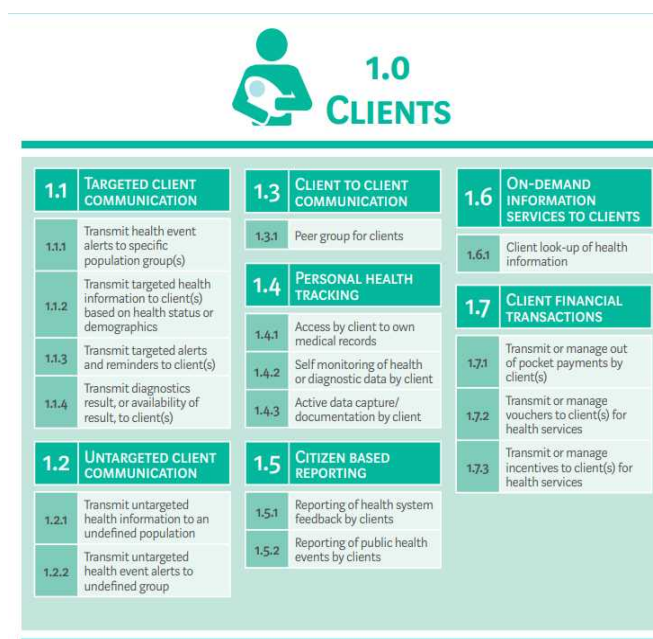 1.0
CLIENTS
1.1 TARGETED CLIENT
COMMUNICATION
1.1.1 Transmit health event
alerts to specific
population group(s)
1.1.2 Transmit targeted health
information to client(s)
based on health status or
demographics
1.1.3 Transmit targeted alerts
and reminders to client(s)
1.1.4 Transmit diagnostics
result, or availability of
result, to client(s)
1.2 UNTARGETED CLIENT
COMMUNICATION
1.2.1 Transmit untargeted
health information to an
undefined population
1.2.2 Transmit untargeted
health event alerts to
undefined group
1.3 CLIENT TO CLIENT
COMMUNICATION
1.3.1 Peer group for clients
1.4 PERSONAL HEALTH
TRACKING
1.4.1 Access by client to own
medical records
1.4.2 Self monitoring of health
or diagnostic data by client
1.4.3 Active data capture/
documentation by client
1.5 CITIZEN BASED
REPORTING
1.5.1 Reporting of health system
feedback by clients
1.5.2 Reporting of public health
events by clients
1.6 ON-DEMAND
INFORMATION
SERVICES TO CLIENTS
1.6.1 Client look-up of health
information
1.7 CLIENT FINANCIAL
TRANSACTIONS
1.7.1 Transmit or manage out
of pocket payments by
client(s)
1.7.2 Transmit or manage
vouchers to client(s) for
health services
1.7.3 Transmit or manage
incentives to client(s) for
health services